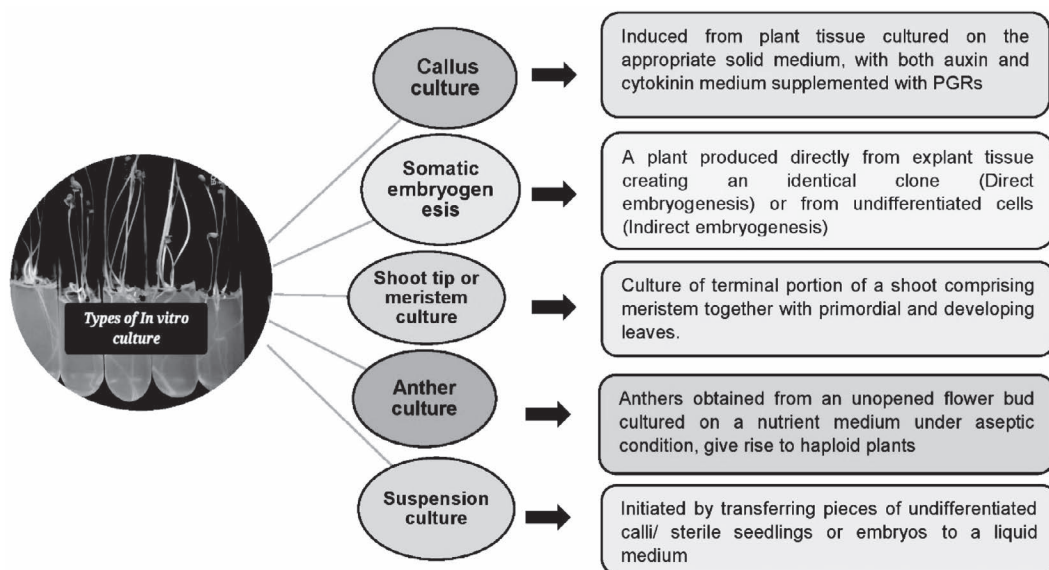 Callus
culture
Induced from plant tissue cultured on the
appropriate solid medium, with both auxin and
cytokinin medium supplemented with PGRs
Somatic
embryogen
esis
A plant produced directly from explant tissue
creating an identical clone (Direct
embryogenesis) or from undifferentiated cells
(Indirect embryogenesis)
Types of In vitro
culture
Shoot tip or
meristem
culture
Culture of terminal portion of a shoot comprising
meristem together with primordial and developing
leaves.
Anther
culture
Anthers obtained from an unopened flower bud
cultured on a nutrient medium under aseptic
condition, give rise to haploid plants
Suspension
culture
Initiated by transferring pieces of undifferentiated
calli/ sterile seedlings or embryos to a liquid
medium